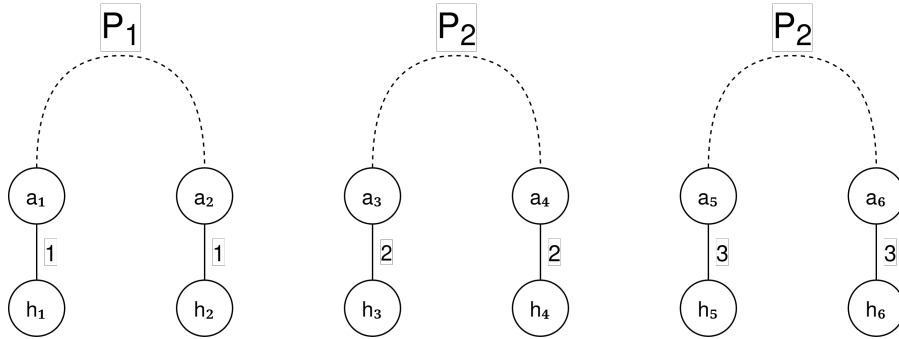 P₁ P₂ P₂
a₁ a₂ a₃ a₄ a₅ a₆
1 1 2 2 3 3
h₁ h₂ h₃ h₄ h₅ h₆